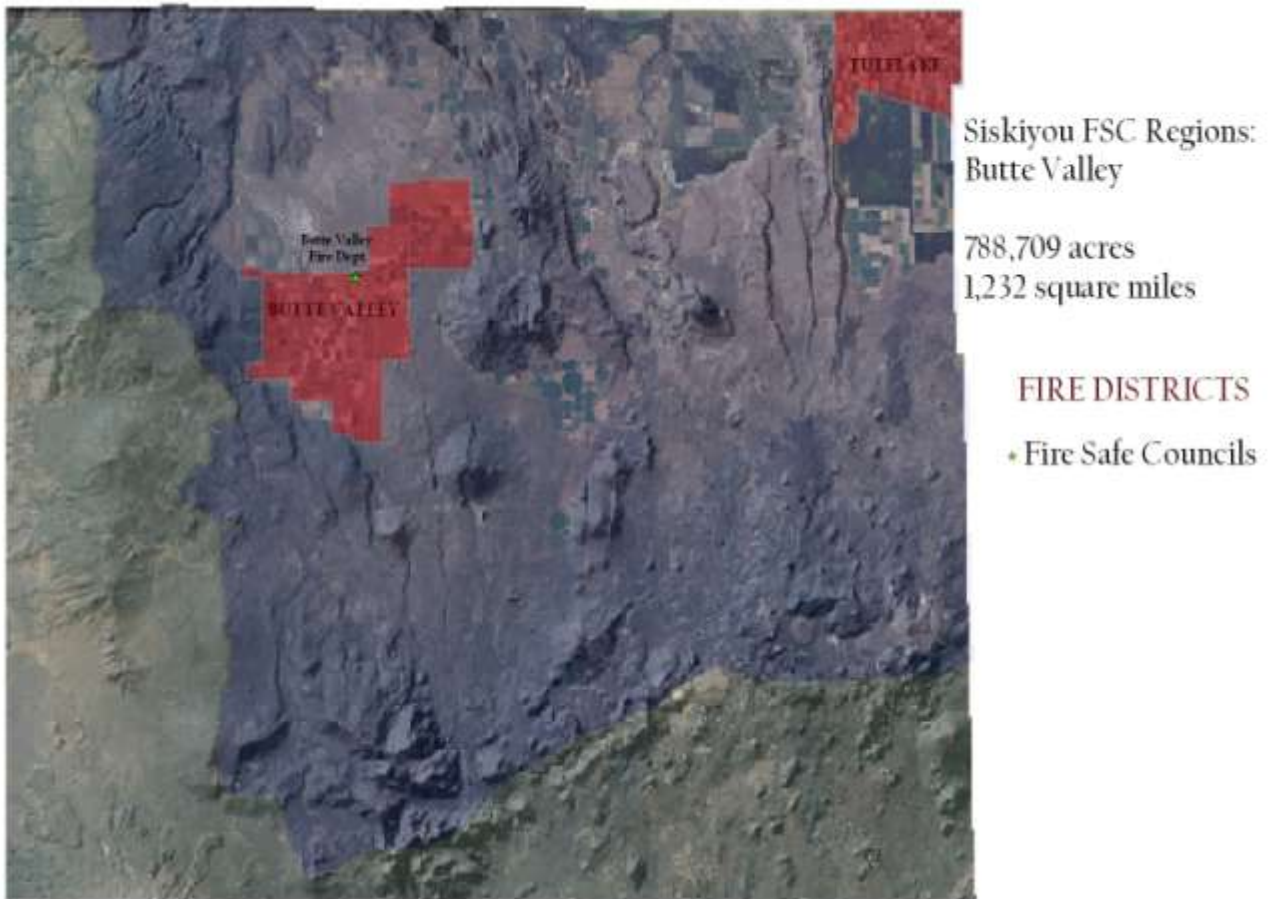 TULELAKE
Siskiyou FSC Regions:
Butte Valley
Butte Valley
Fire Dept
788,709 acres
1,232 square miles
BUTTE VALLEY
FIRE DISTRICTS
Fire Safe Councils